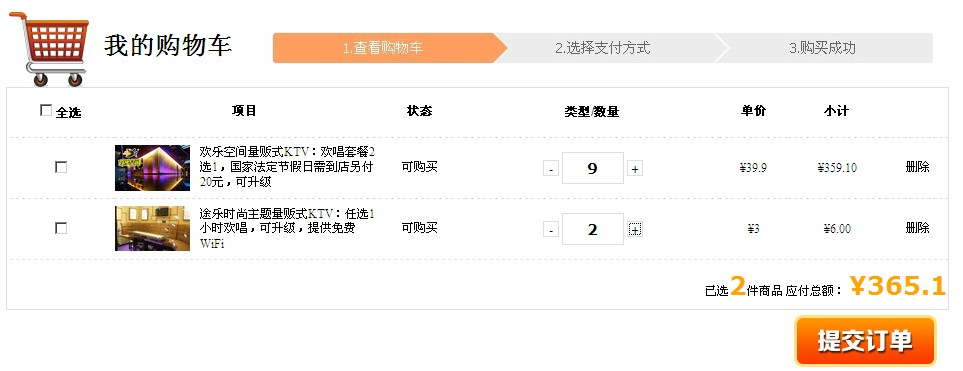 我的购物车
1.查看购物车 2.选择支付方式 3.购买成功
全选 项目 状态 类型/数量 单价 小计
欢乐空间量贩式KTV：欢唱套餐2
选1，国家法定节假日需到店另付
20元，可升级
可购买 - 9 + ¥39.9 ¥359.10 删除
途乐时尚主题量贩式KTV：任选1
小时欢唱，可升级，提供免费
WiFi
可购买 - 2 + ¥3 ¥6.00 删除
已选2件商品 应付总额： ¥365.1
提交订单